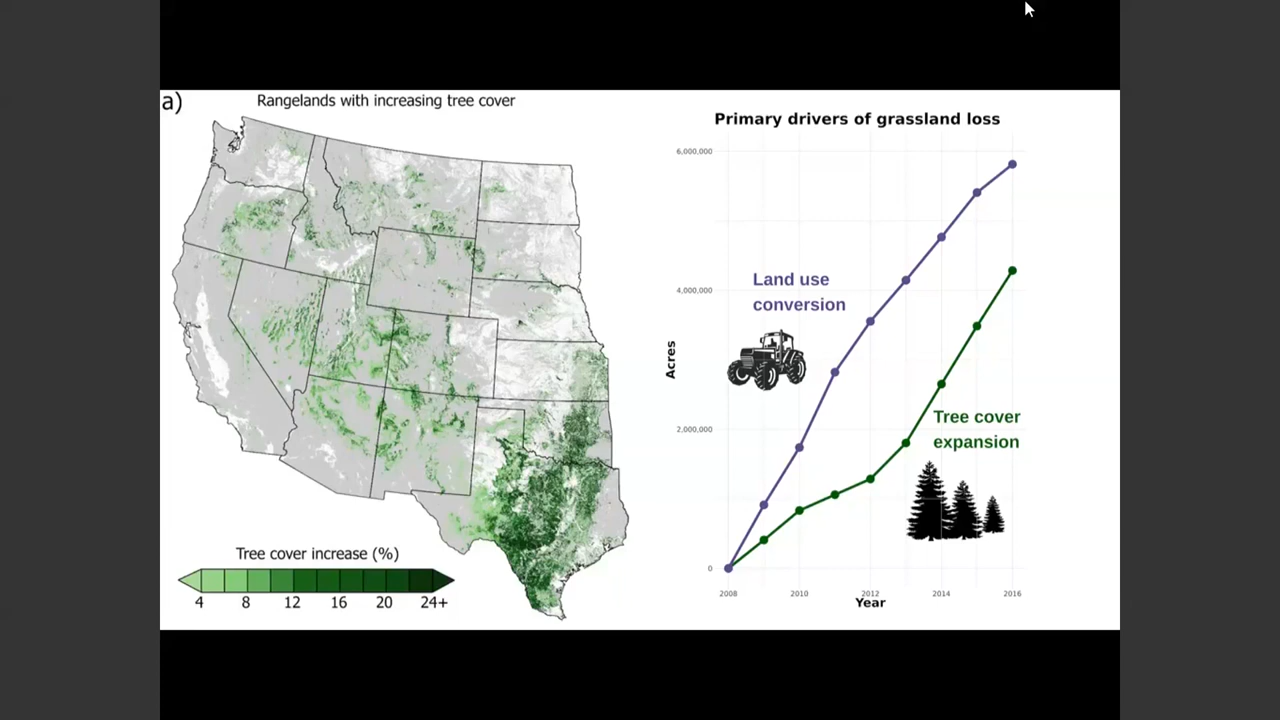 a)
Rangelands with increasing tree cover
Tree cover increase (%)
4 8 12 16 20 24+
Primary drivers of grassland loss
6,000,000
4,000,000
2,000,000
0
Acres
Land use
conversion
Tree cover
expansion
2008 2010 2012 2014 2016
Year